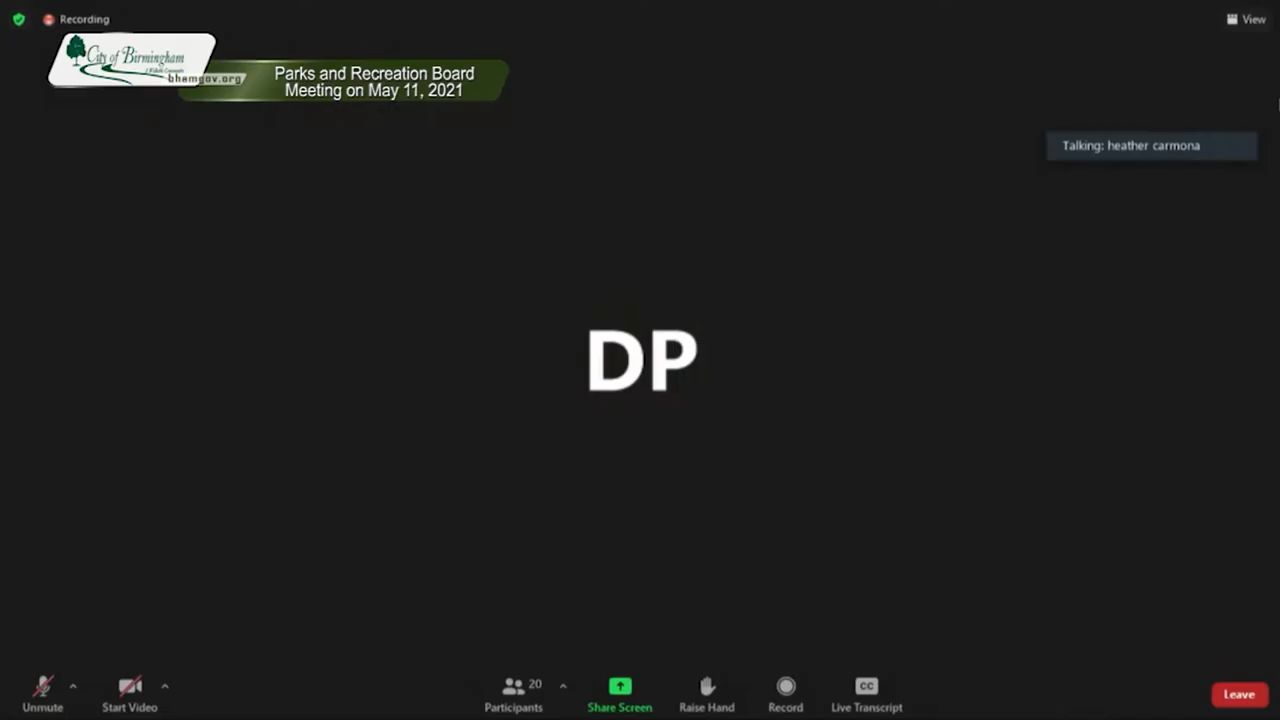 Recording
View
City of Birmingham
bhamgov.org
Parks and Recreation Board
Meeting on May 11, 2021
Talking: heather carmona
DP
20
Unmute
Start Video
Participants
Share Screen
Raise Hand
Record
CC
Live Transcript
Leave